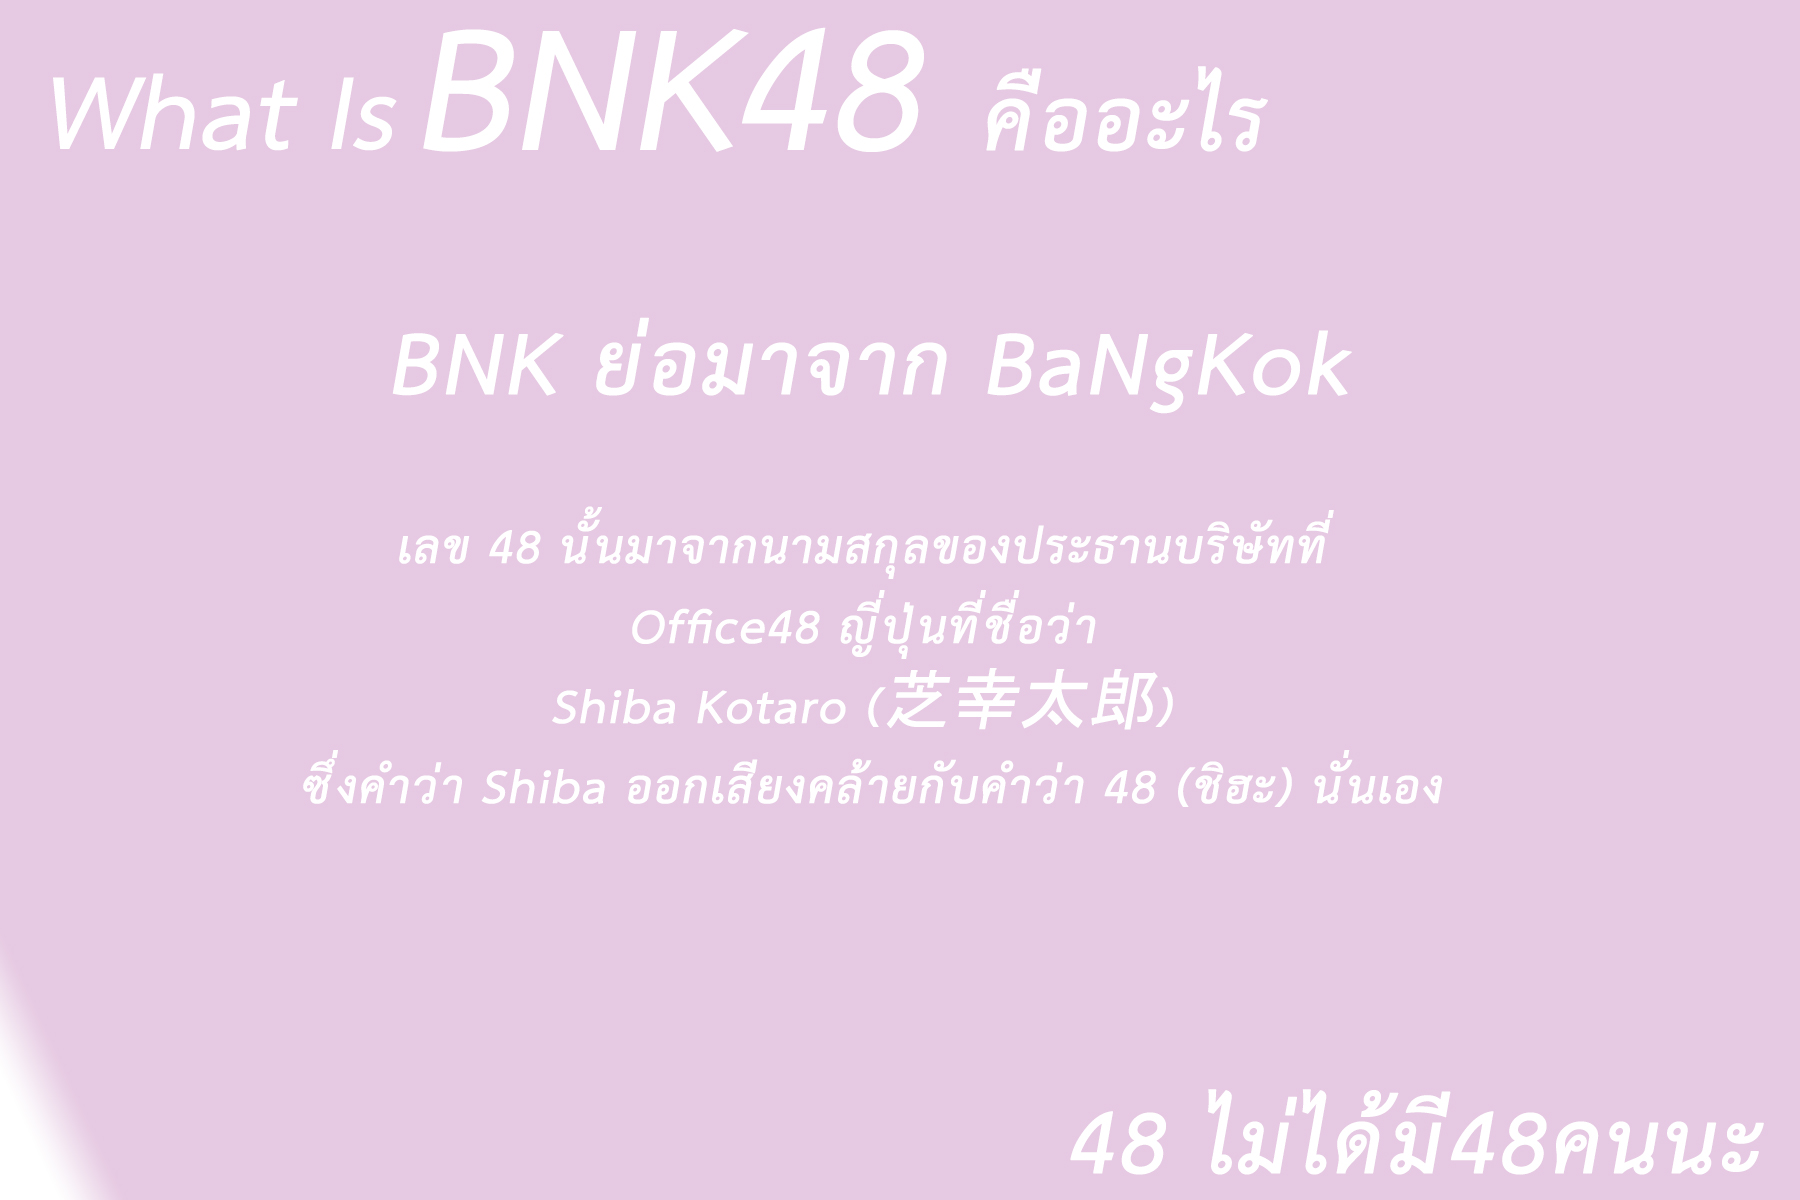 What Is BNK48 คืออะไร
BNK ย่อมาจาก BaNgKok
เลข 48 นั้นมาจากนามสกุลของประธานบริษัทที่
Office48 ญี่ปุ่นที่ชื่อว่า
Shiba Kotaro (芝幸太郎)
ซึ่งคำว่า Shiba ออกเสียงคล้ายกับคำว่า 48 (ชิฮะ) นั่นเอง
48 ไม่ได้มี48คนนะ